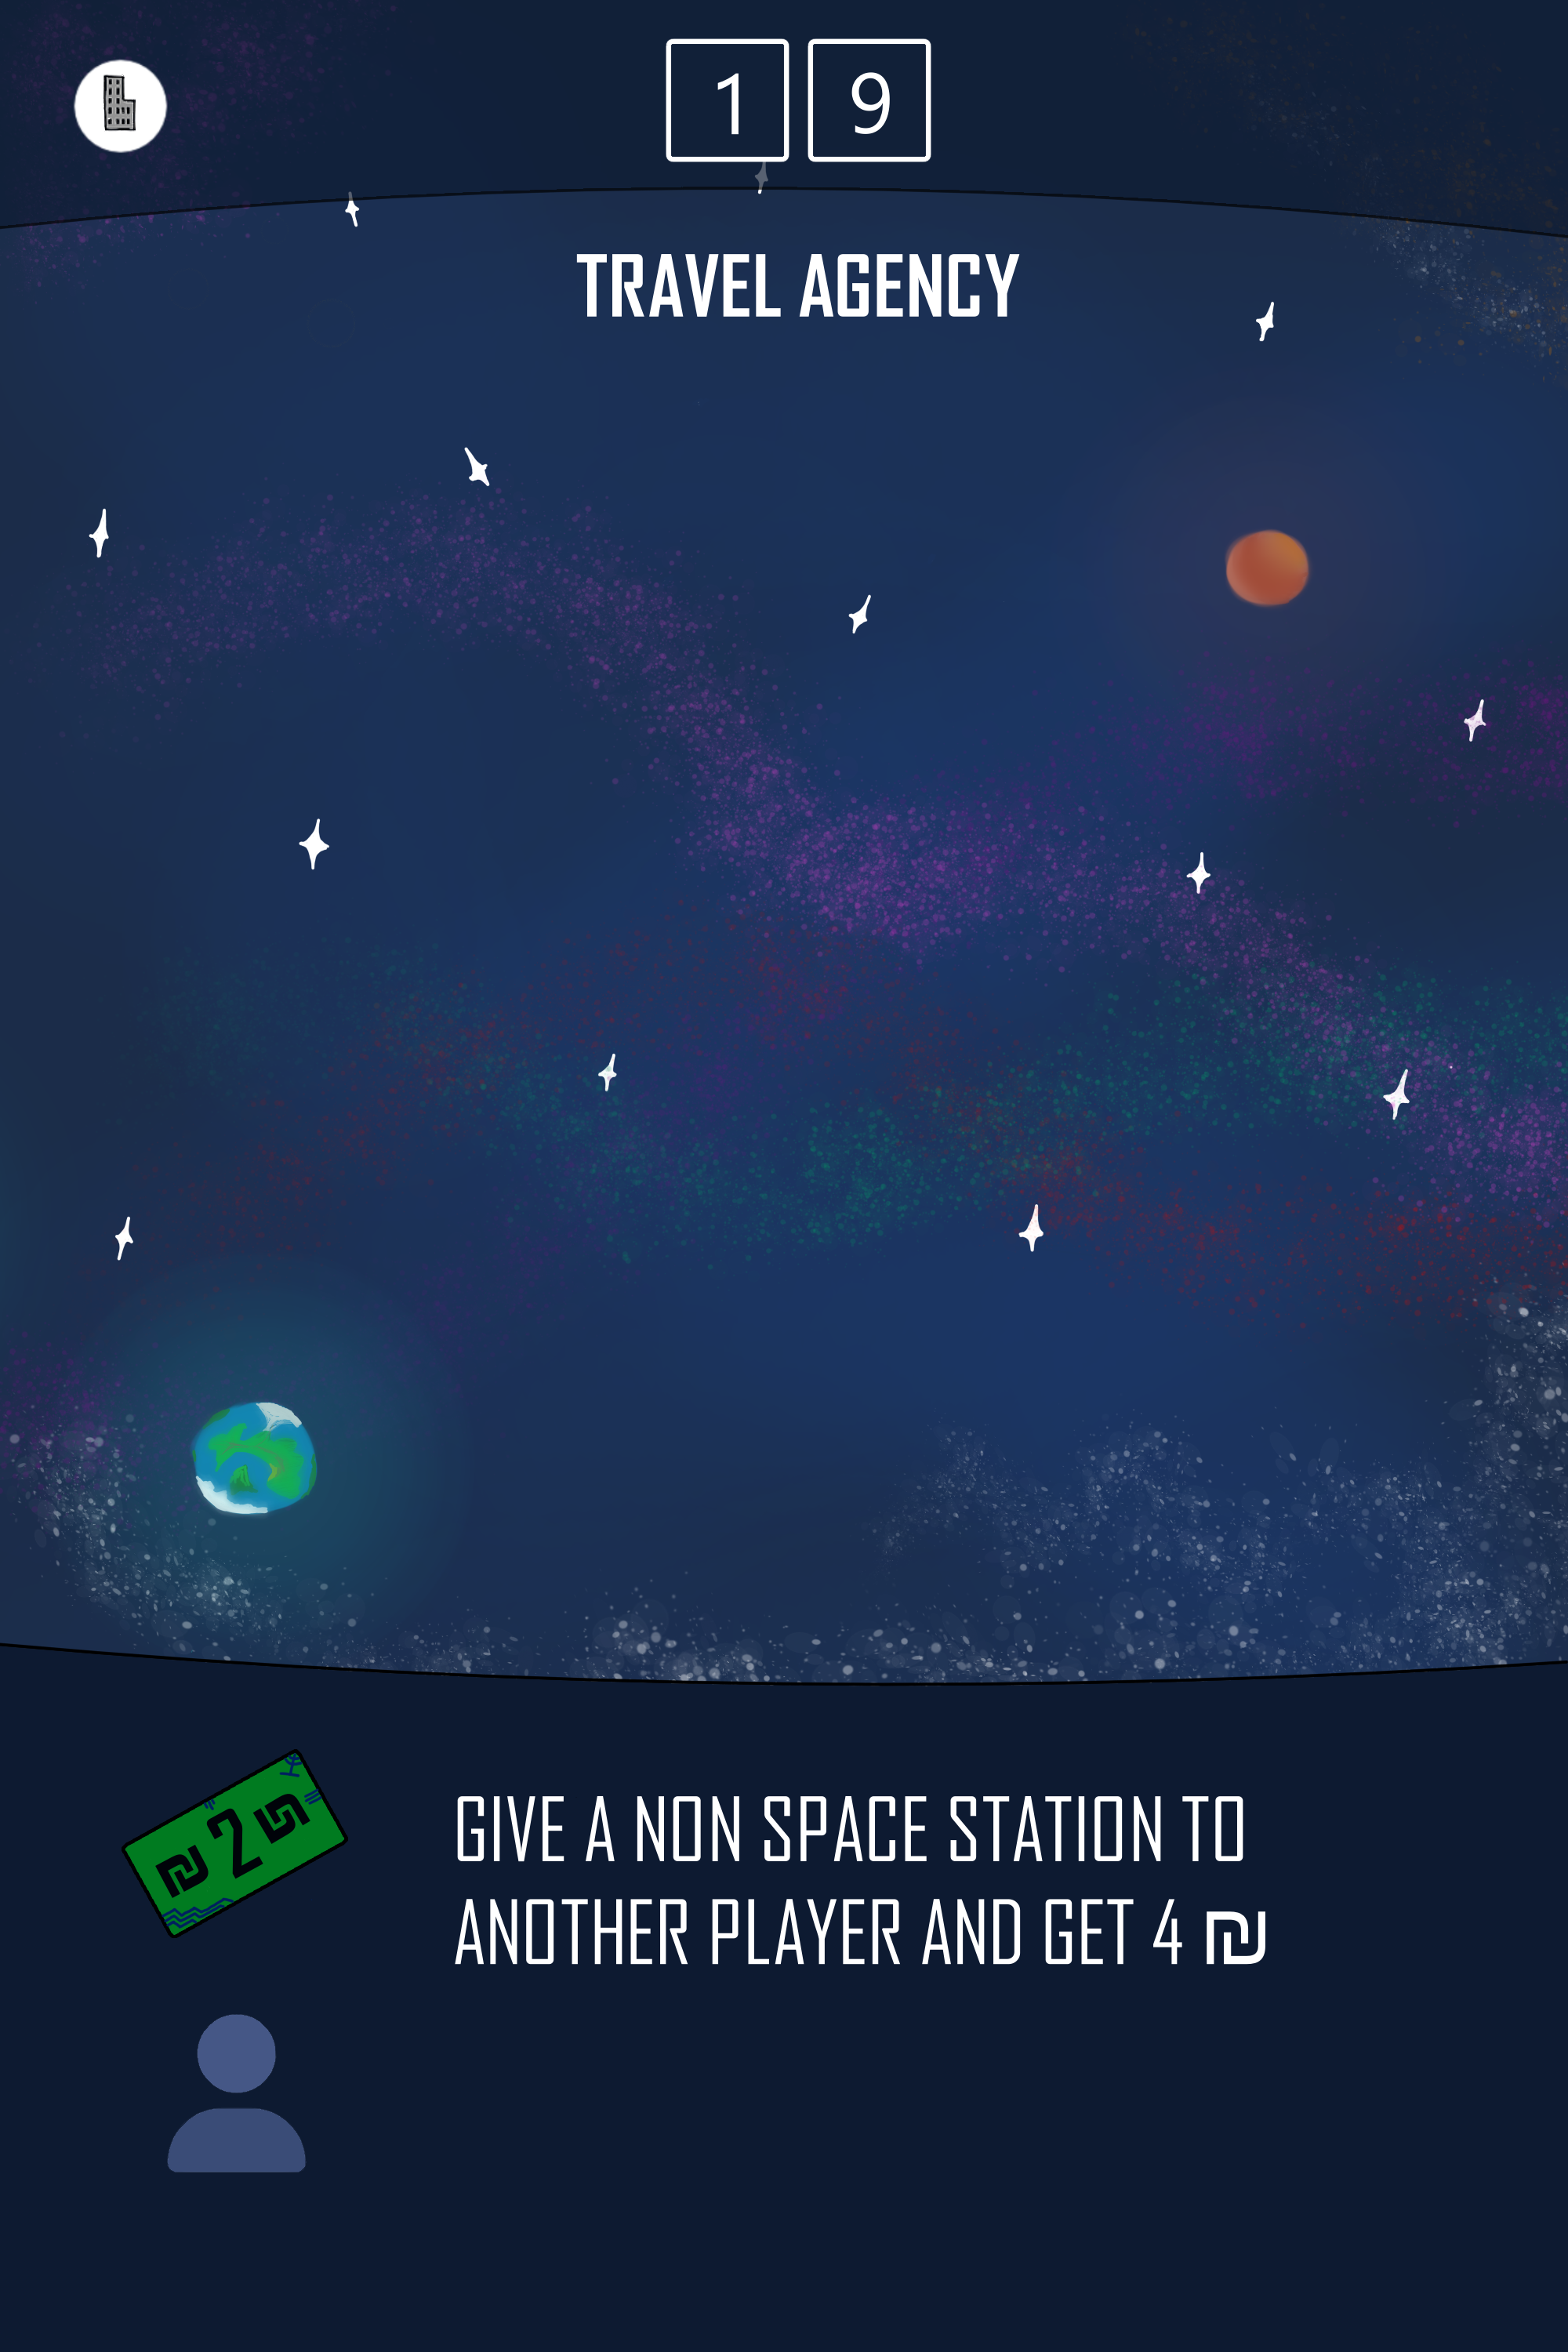 1 9
TRAVEL AGENCY
₪ 2 ₪
GIVE A NON SPACE STATION TO
ANOTHER PLAYER AND GET 4 ₪